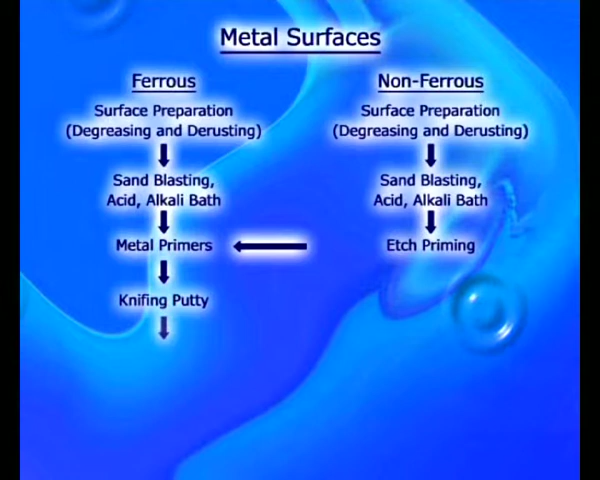 Metal Surfaces
Ferrous
Surface Preparation
(Degreasing and Derusting)
Sand Blasting,
Acid, Alkali Bath
Metal Primers
Knifing Putty
Non-Ferrous
Surface Preparation
(Degreasing and Derusting)
Sand Blasting,
Acid, Alkali Bath
Etch Priming